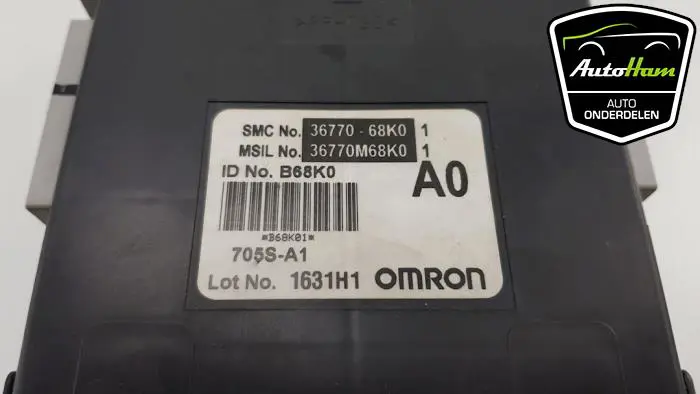 AutoHam
AUTO
ONDERDELEN
SMC No. 36770-68K0 1
MSIL No. 36770M68K0 1
ID No. B68K0
A0
*B68K01*
705S-A1
Lot No. 1631H1 OMRON